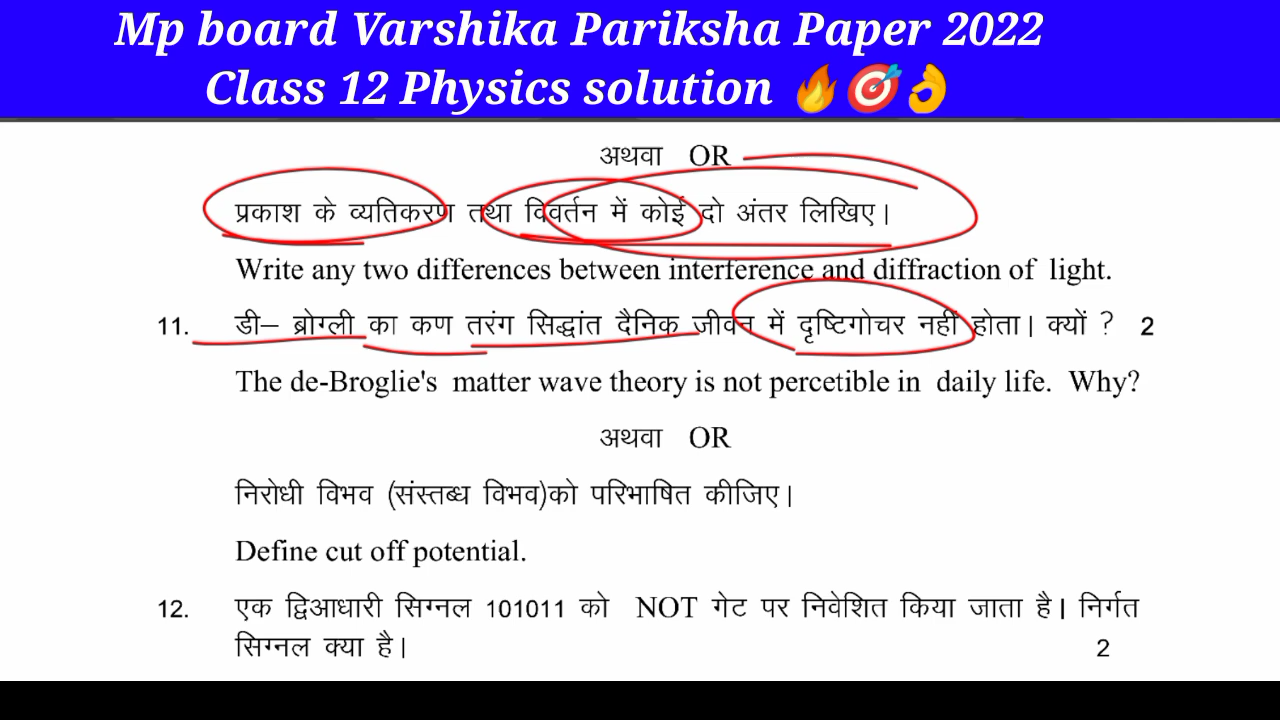 Mp board Varshika Pariksha Paper 2022
Class 12 Physics solution 🔥🎯👌
अथवा OR
प्रकाश के व्यतिकरण तथा विवर्तन में कोई दो अंतर लिखिए।
Write any two differences between interference and diffraction of light.
11. डी– ब्रोग्ली का कण तरंग सिद्धांत दैनिक जीवन में दृष्टिगोचर नहीं होता। क्यों ? 2
The de-Broglie's matter wave theory is not percetible in daily life. Why?
अथवा OR
निरोधी विभव (संस्तब्ध विभव)को परिभाषित कीजिए।
Define cut off potential.
12. एक द्विआधारी सिग्नल 101011 को NOT गेट पर निवेशित किया जाता है। निर्गत
सिग्नल क्या है। 2